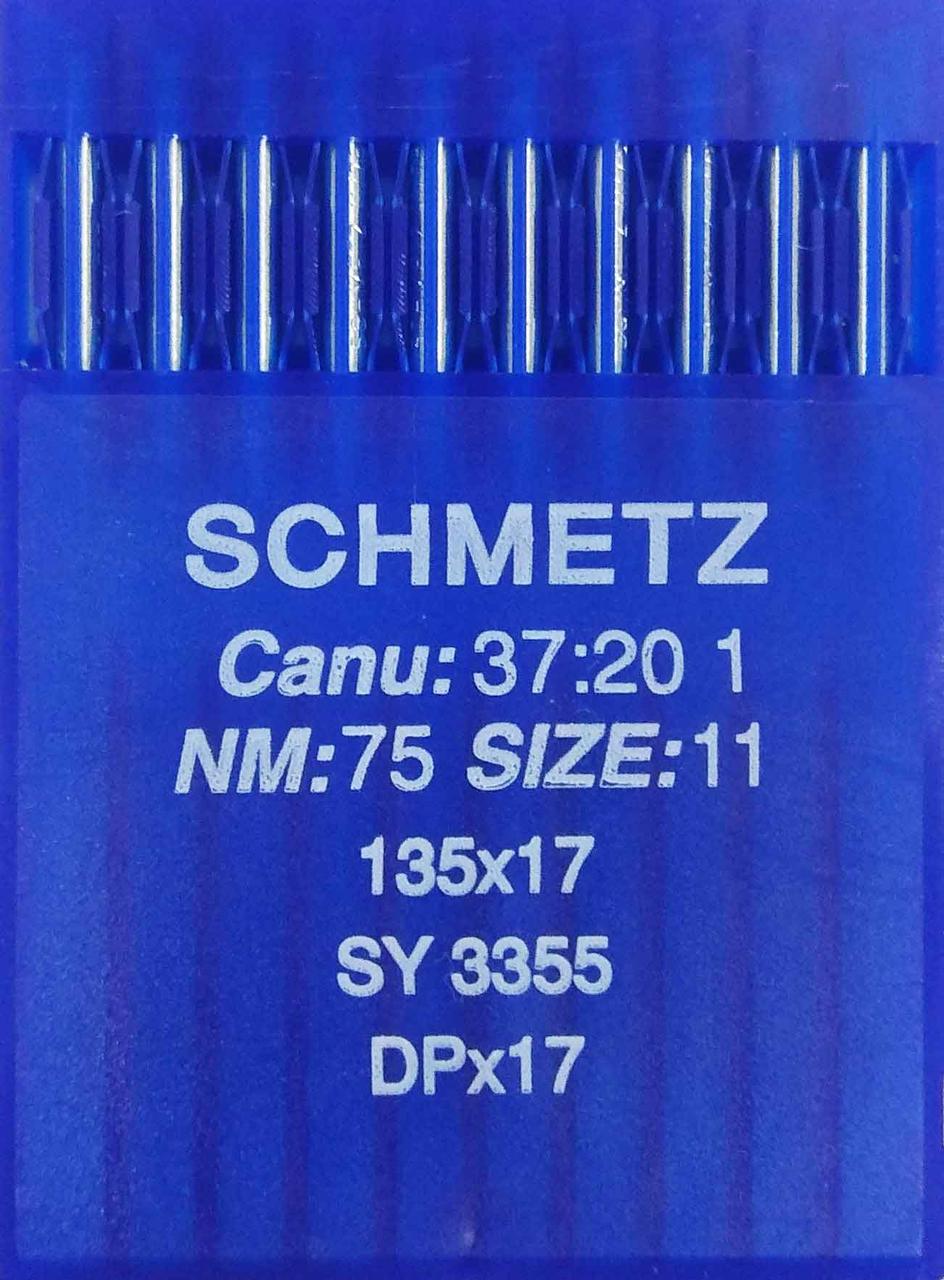 SCHMETZ
Canu: 37:20 1
NM:75 SIZE:11
135x17
SY 3355
DPx17